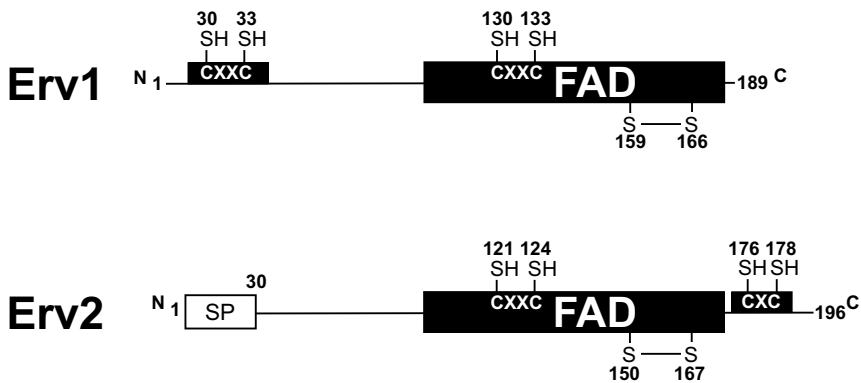 30 33 130 133
SH SH SH SH
Erv1 N 1 CXXC CXXC FAD 189 C
S S
159 166
121 124 176 178
30 SH SH SH SH
Erv2 N 1 SP CXXC FAD CXC 196 C
S S
150 167